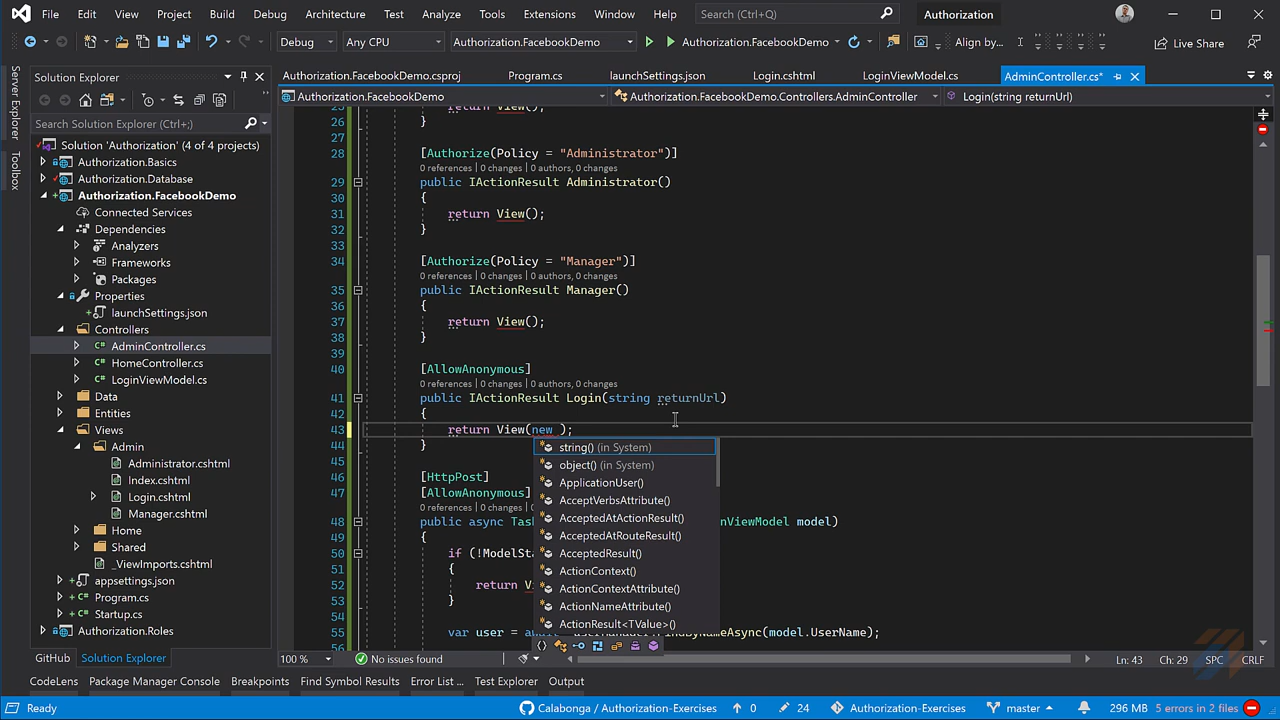 File Edit View Project Build Debug Architecture Test Analyze Tools Extensions Window Help Search (Ctrl+Q) Authorization
Debug Any CPU Authorization.FacebookDemo Authorization.FacebookDemo Align by... Live Share
Server Explorer
Toolbox
Solution Explorer
Search Solution Explorer (Ctrl+;)
Solution 'Authorization' (4 of 4 projects)
Authorization.Basics
Authorization.Database
Authorization.FacebookDemo
Connected Services
Dependencies
Analyzers
Frameworks
Packages
Properties
launchSettings.json
Controllers
AdminController.cs
HomeController.cs
LoginViewModel.cs
Data
Entities
Views
Admin
Administrator.cshtml
Index.cshtml
Login.cshtml
Manager.cshtml
Home
Shared
_ViewImports.cshtml
appsettings.json
Program.cs
Startup.cs
Authorization.Roles
GitHub Solution Explorer
Authorization.FacebookDemo.csproj Program.cs launchSettings.json Login.cshtml LoginViewModel.cs AdminController.cs*
Authorization.FacebookDemo Authorization.FacebookDemo.Controllers.AdminController Login(string returnUrl)
25 return View();
26 }
27
28 [Authorize(Policy = "Administrator")]
0 references | 0 changes | 0 authors, 0 changes
29 public IActionResult Administrator()
30 {
31 return View();
32 }
33
34 [Authorize(Policy = "Manager")]
0 references | 0 changes | 0 authors, 0 changes
35 public IActionResult Manager()
36 {
37 return View();
38 }
39
40 [AllowAnonymous]
0 references | 0 changes | 0 authors, 0 changes
41 public IActionResult Login(string returnUrl)
42 {
43 return View(new );
44 }
45
46 [HttpPost]
47 [AllowAnonymous]
0 references | 0 changes | 0
48 public async Tas nViewModel model)
49 {
50 if (!ModelSta
51 {
52 return V
53 }
54
55 var user = await FindByNameAsync(model.UserName);
56
string() (in System)
object() (in System)
ApplicationUser()
AcceptVerbsAttribute()
AcceptedAtActionResult()
AcceptedAtRouteResult()
AcceptedResult()
ActionContext()
ActionContextAttribute()
ActionNameAttribute()
ActionResult<TValue>()
100 % No issues found Ln: 43 Ch: 29 SPC CRLF
CodeLens Package Manager Console Breakpoints Find Symbol Results Error List ... Test Explorer Output
Ready Calabonga / Authorization-Exercises 0 24 Authorization-Exercises master 296 MB 5 errors in 2 files